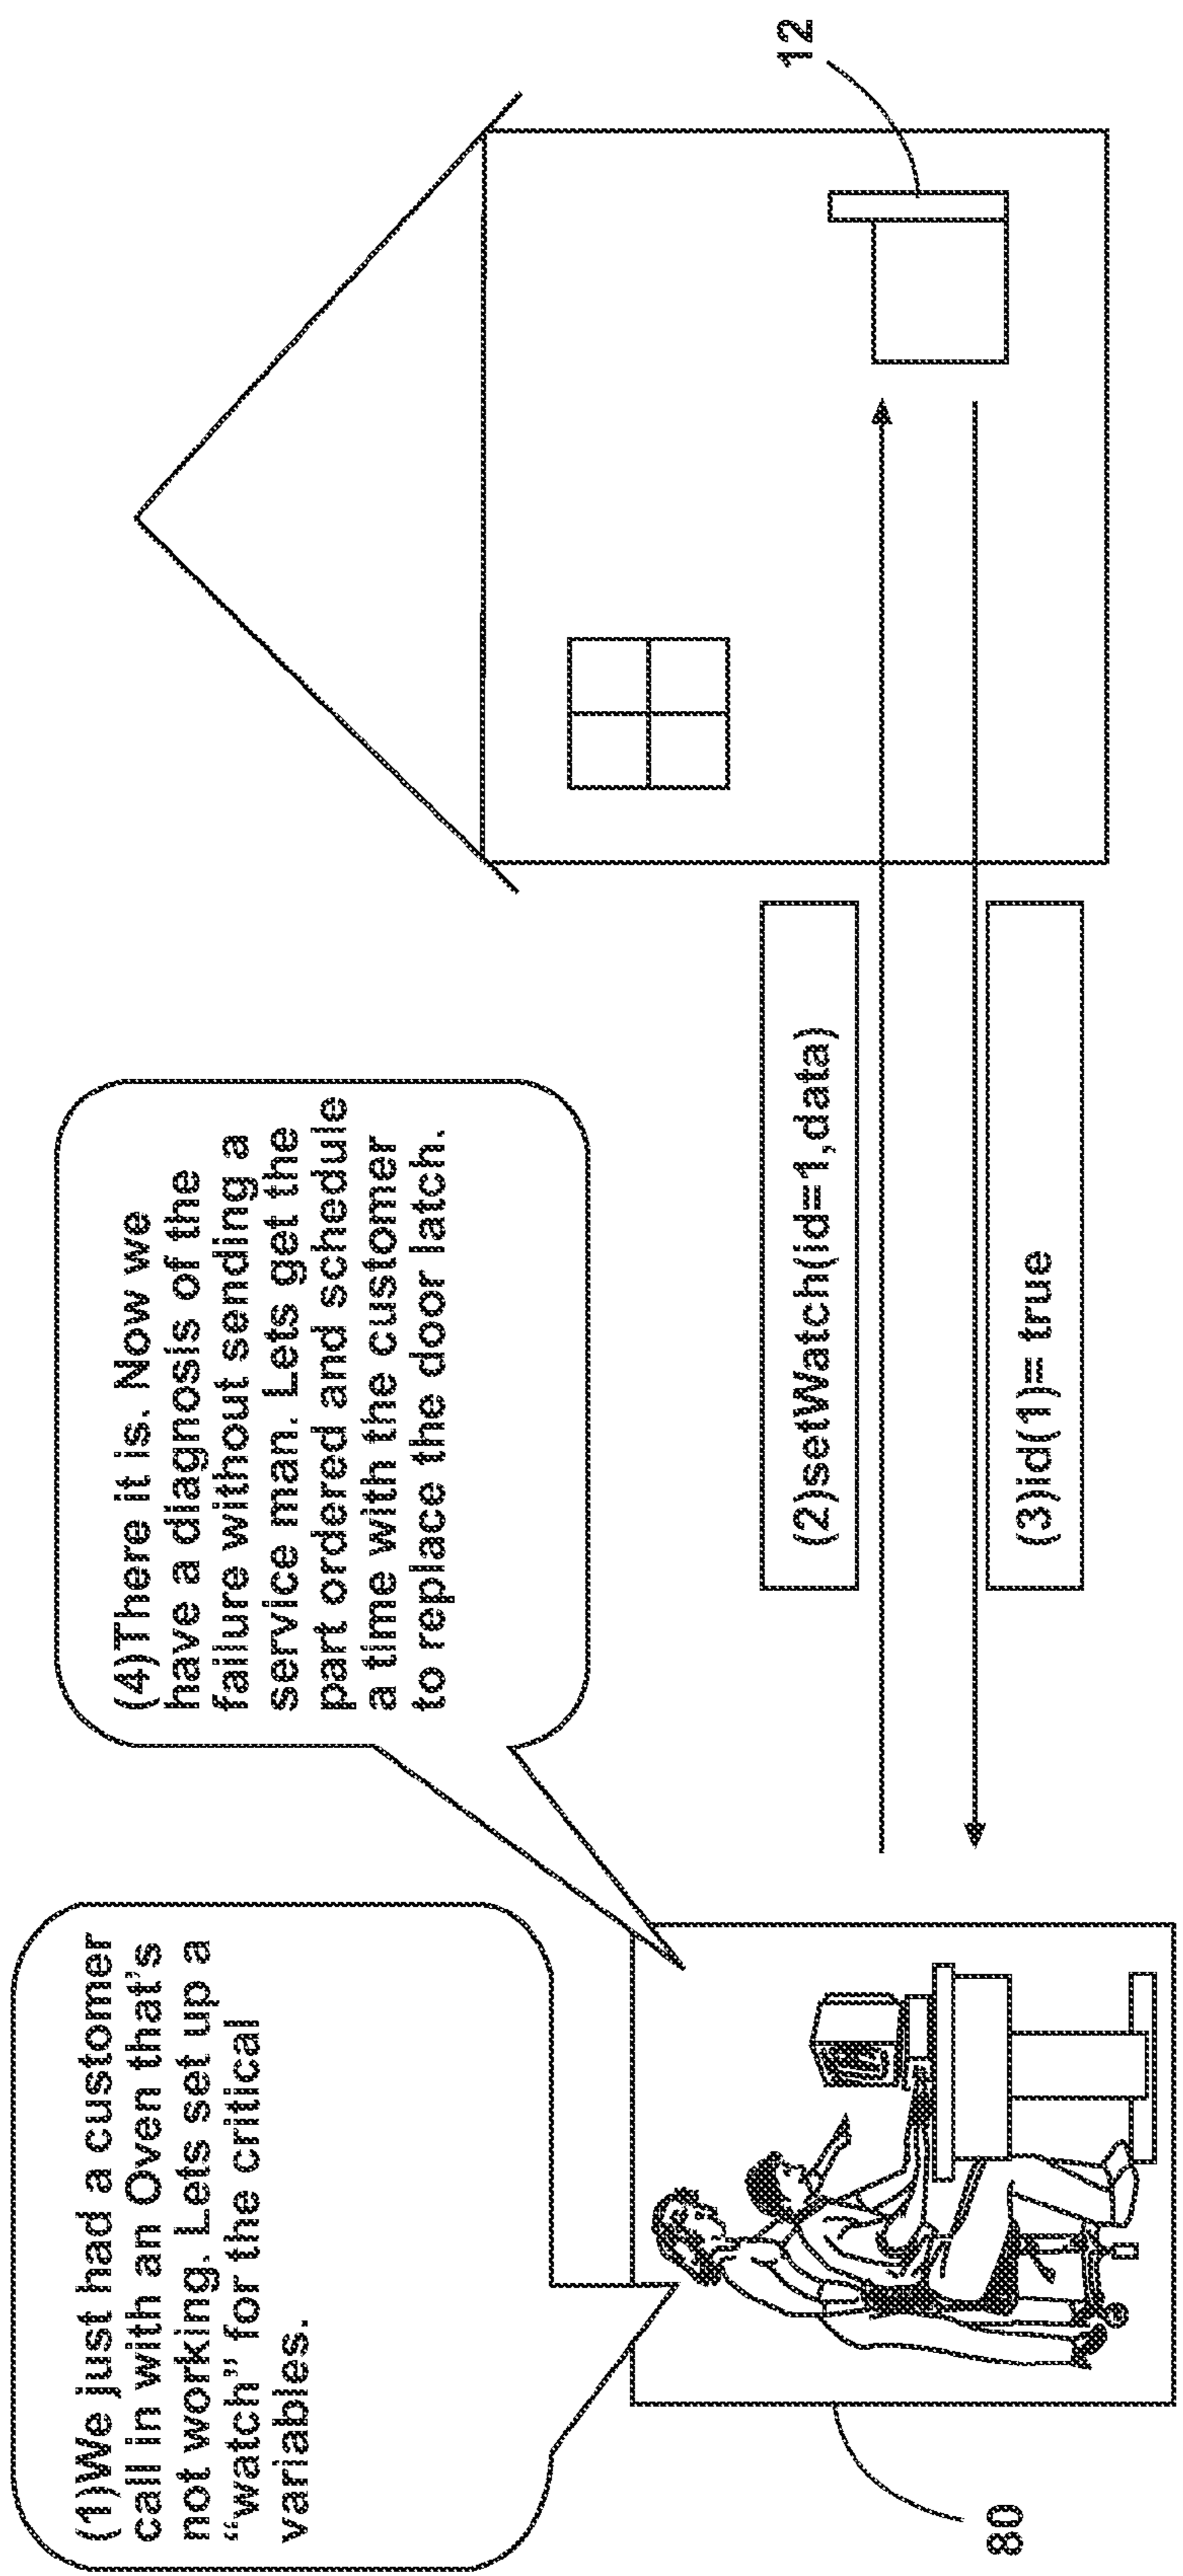 (1)We just had a customer
call in with an Oven that's
not working. Lets set up a
“watch” for the critical
variables.
(4)There it is. Now we
have a diagnosis of the
failure without sending a
service man. Lets get the
part ordered and schedule
a time with the customer
to replace the door latch.
(2)setWatch(id=1,data)
(3)id(1)= true
80
12